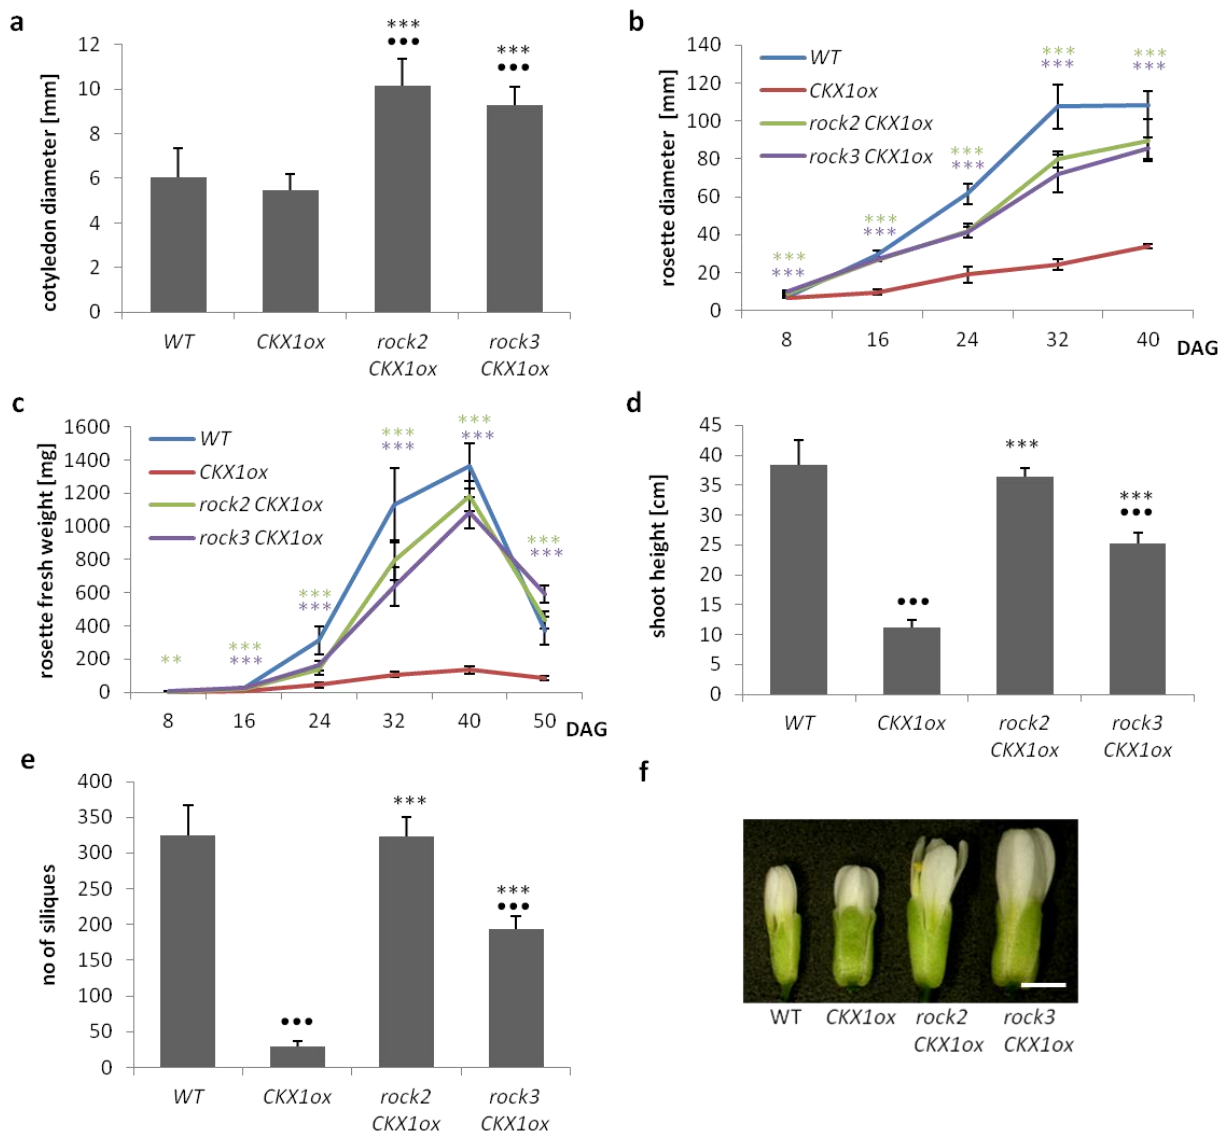 a
***
•••
***
•••
cotyledon diameter [mm]
12
10
8
6
4
2
0
WT
CKX1ox
rock2
CKX1ox
rock3
CKX1ox
b
rosette diameter [mm]
140
120
100
80
60
40
20
0
WT
CKX1ox
rock2 CKX1ox
rock3 CKX1ox
***
***
***
***
***
***
***
***
***
***
8 16 24 32 40 DAG
c
rosette fresh weight [mg]
1600
1400
1200
1000
800
600
400
200
0
WT
CKX1ox
rock2 CKX1ox
rock3 CKX1ox
**
***
***
***
***
***
***
***
***
***
***
8 16 24 32 40 50 DAG
d
shoot height [cm]
45
40
35
30
25
20
15
10
5
0
•••
***
***
•••
WT
CKX1ox
rock2
CKX1ox
rock3
CKX1ox
e
no of siliques
400
350
300
250
200
150
100
50
0
•••
***
***
•••
WT
CKX1ox
rock2
CKX1ox
rock3
CKX1ox
f
WT
CKX1ox
rock2
CKX1ox
rock3
CKX1ox